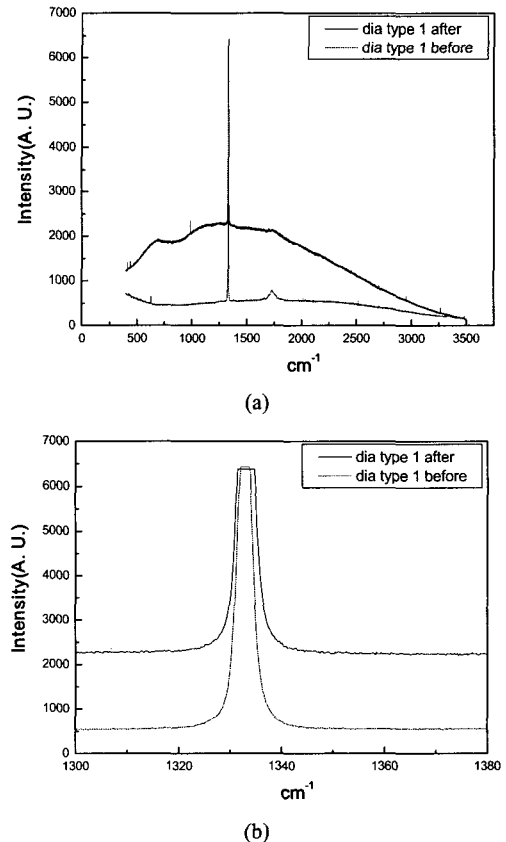 7000
6000
5000
4000
3000
2000
1000
0
Intensity(A. U.)
dia type 1 after
dia type 1 before
0 500 1000 1500 2000 2500 3000 3500
cm-1
(a)
7000
6000
5000
4000
3000
2000
1000
0
Intensity(A. U.)
dia type 1 after
dia type 1 before
1300 1320 1340 1360 1380
cm-1
(b)